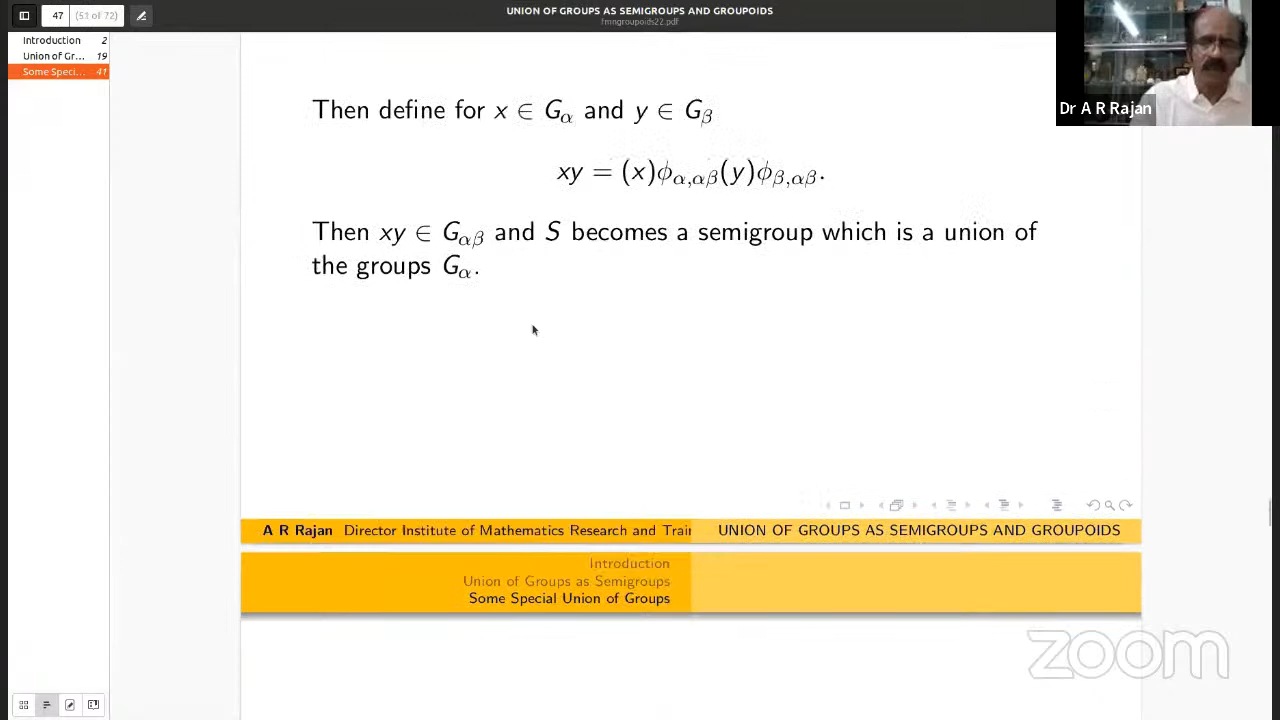 UNION OF GROUPS AS SEMIGROUPS AND GROUPOIDS
fmngroupoids22.pdf
47 (51 of 72)
Introduction 2
Union of Gr... 19
Some Speci... 41
Dr A R Rajan
Then define for x ∈ G_α and y ∈ G_β
xy = (x)ϕ_{α,αβ}(y)ϕ_{β,αβ}.
Then xy ∈ G_{αβ} and S becomes a semigroup which is a union of
the groups G_α.
A R Rajan Director Institute of Mathematics Research and Trai
UNION OF GROUPS AS SEMIGROUPS AND GROUPOIDS
Introduction
Union of Groups as Semigroups
Some Special Union of Groups
zoom